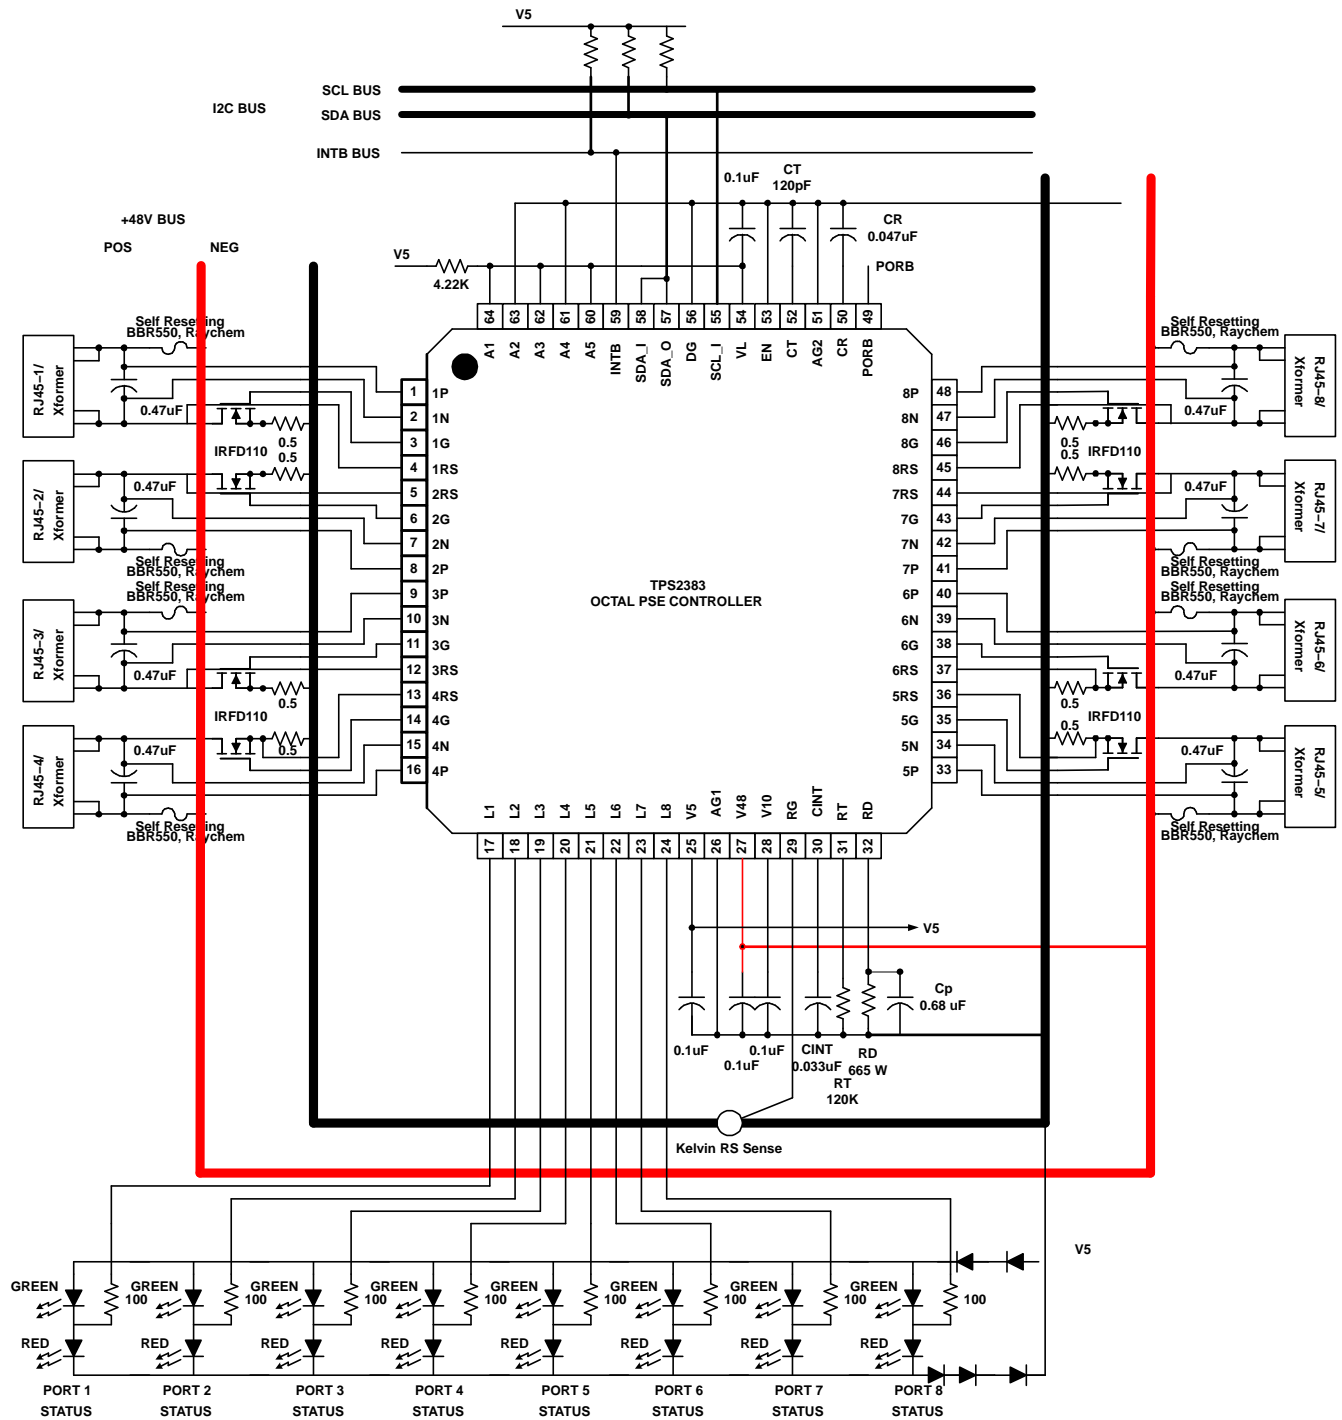 V5
SCL BUS
I2C BUS
SDA BUS
INTB BUS
0.1uF
CT
120pF
CR
0.047uF
+48V BUS
POS
NEG
V5
4.22K
PORB
64 63 62 61 60 59 58 57 56 55 54 53 52 51 50 49
A1 A2 A3 A4 A5 INTB SDA_I SDA_O DG SCL_I VL EN CT AG2 CR PORB
Self Resetting
BBR550, Raychem
RJ45-1/
Xformer
0.47uF
0.5
IRFD110
0.5
RJ45-2/
Xformer
0.47uF
Self Resetting
BBR550, Raychem
Self Resetting
BBR550, Raychem
RJ45-3/
Xformer
0.47uF
0.5
IRFD110
0.5
RJ45-4/
Xformer
0.47uF
Self Resetting
BBR550, Raychem
1 1P
2 1N
3 1G
4 1RS
5 2RS
6 2G
7 2N
8 2P
9 3P
10 3N
11 3G
12 3RS
13 4RS
14 4G
15 4N
16 4P
TPS2383
OCTAL PSE CONTROLLER
8P 48
8N 47
8G 46
8RS 45
7RS 44
7G 43
7N 42
7P 41
6P 40
6N 39
6G 38
6RS 37
5RS 36
5G 35
5N 34
5P 33
Self Resetting
BBR550, Raychem
RJ45-8/
Xformer
0.47uF
0.5
0.5
IRFD110
RJ45-7/
Xformer
0.47uF
Self Resetting
BBR550, Raychem
Self Resetting
BBR550, Raychem
RJ45-6/
Xformer
0.47uF
0.5
0.5
IRFD110
RJ45-5/
Xformer
0.47uF
Self Resetting
BBR550, Raychem
L1 L2 L3 L4 L5 L6 L7 L8 V5 AG1 V48 V10 RG CINT RT RD
17 18 19 20 21 22 23 24 25 26 27 28 29 30 31 32
V5
Cp
0.68 uF
0.1uF
0.1uF
0.1uF
CINT
0.033uF
RD
665 W
RT
120K
Kelvin RS Sense
V5
GREEN GREEN GREEN GREEN GREEN GREEN GREEN GREEN
100 100 100 100 100 100 100 100
RED RED RED RED RED RED RED RED
PORT 1 PORT 2 PORT 3 PORT 4 PORT 5 PORT 6 PORT 7 PORT 8
STATUS STATUS STATUS STATUS STATUS STATUS STATUS STATUS